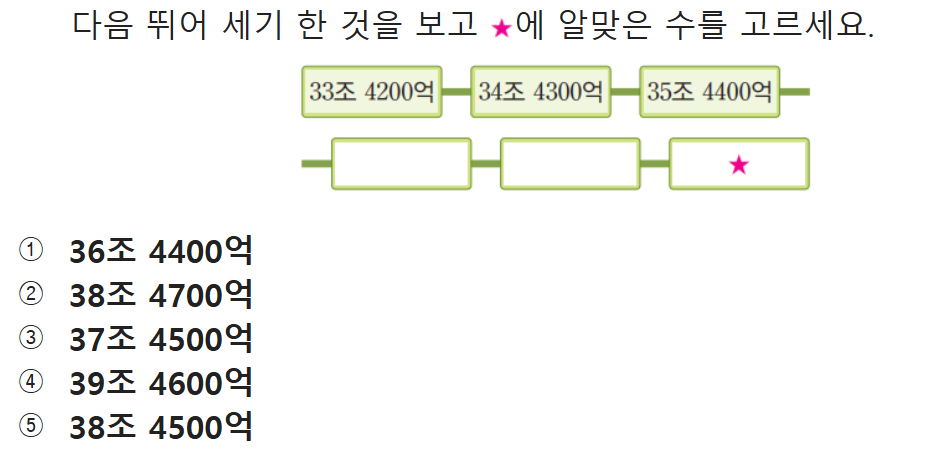 다음 뛰어 세기 한 것을 보고 ★에 알맞은 수를 고르세요.
33조 4200억 34조 4300억 35조 4400억
★
① 36조 4400억
② 38조 4700억
③ 37조 4500억
④ 39조 4600억
⑤ 38조 4500억